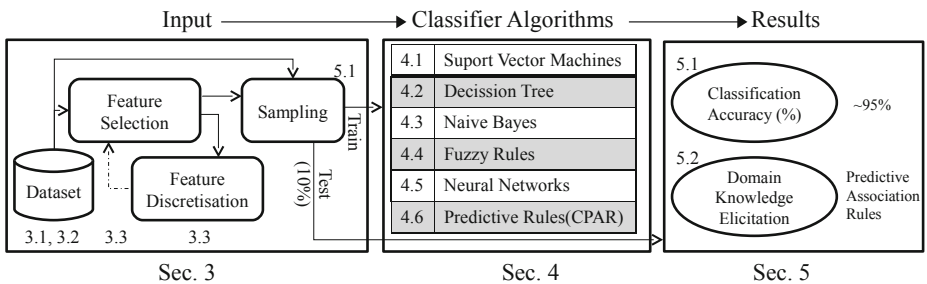 Input
Classifier Algorithms
Results
5.1
Feature
Selection
Sampling
Train
Dataset
Feature
Discretisation
Test
(10%)
3.1, 3.2
3.3
3.3
Sec. 3
4.1 Suport Vector Machines
4.2 Decission Tree
4.3 Naive Bayes
4.4 Fuzzy Rules
4.5 Neural Networks
4.6 Predictive Rules(CPAR)
Sec. 4
5.1
Classification
Accuracy (%)
~95%
5.2
Domain
Knowledge
Elicitation
Predictive
Association
Rules
Sec. 5